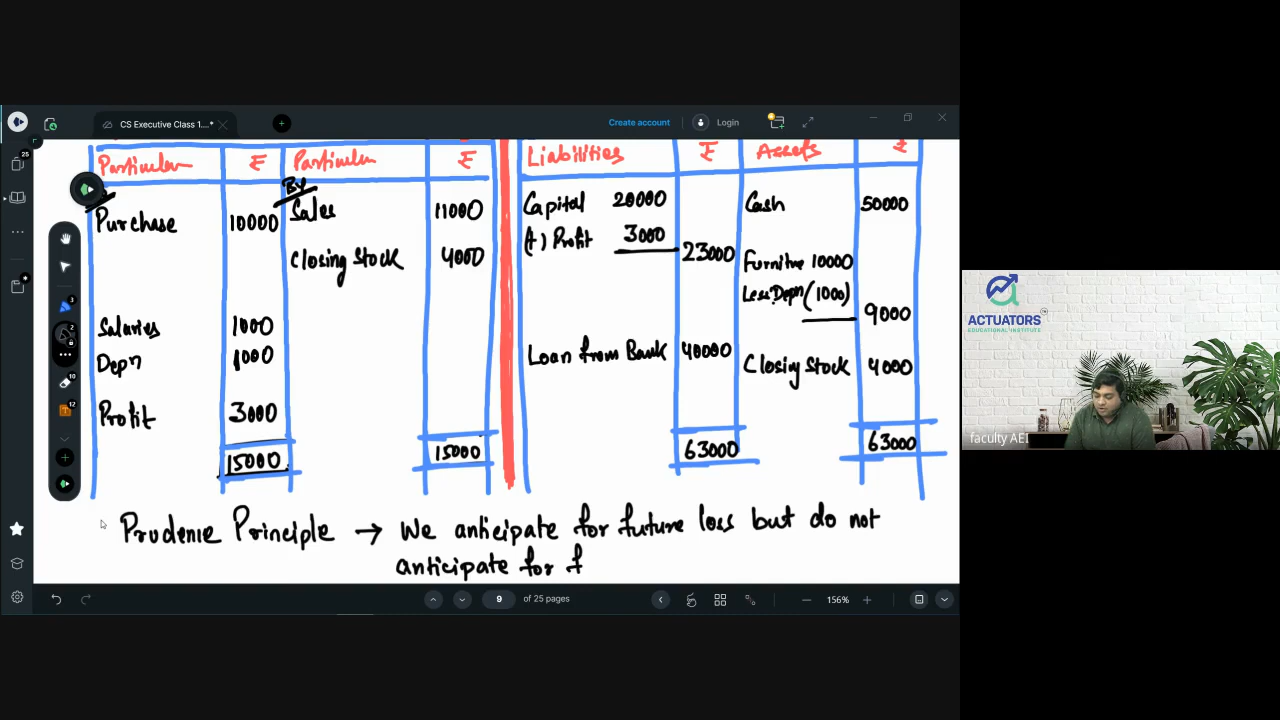 CS Executive Class 1....*
Create account
Login
25
Particular ₹ Particular ₹
Liabilities ₹ Assets ₹
By
Purchase 10000 Sales 11000
Closing Stock 4000
Salaries 1000
Depn 1000
Profit 3000
15000 15000
Capital 20000 Cash 50000
(+) Profit 3000 23000
Furniture 10000
Less: Depn (1000) 9000
Loan from Bank 40000 Closing Stock 4000
63000 63000
Prudence Principle → We anticipate for future loss but do not
anticipate for f
9 of 25 pages
156%
ACTUATORS
EDUCATIONAL INSTITUTE
faculty AEI